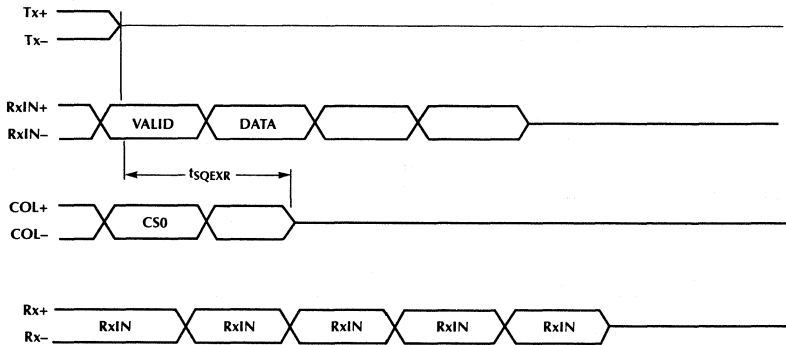 Tx+
Tx–
RxIN+
RxIN–
VALID DATA
tSQEXR
COL+
COL–
CS0
Rx+
Rx–
RxIN RxIN RxIN RxIN RxIN